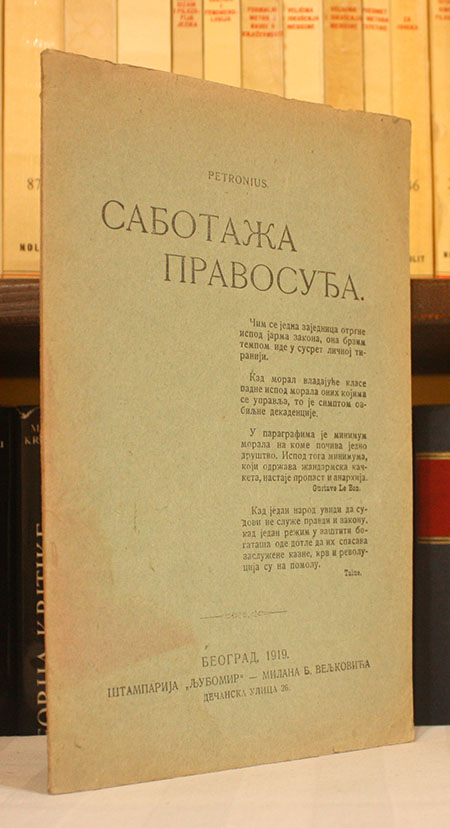 PETRONIUS.
САБОТАЖА
ПРАВОСУЂА.
Чим се једна заједница отргне
испод јарма закона, она брзим
темпом иде у сусрет личној ти-
ранији.
Кад морал владајуће класе
падне испод морала оних којима
се управља, то је симптом оз-
биљне декаденције.
У параграфима је минимум
морала на коме почива једно
друштво. Испод тога минимума,
који одржава жандармска кач-
кета, настаје пропаст и анархија.
Gustave Le Bon.
Кад један народ увиди да су-
дови не служе правди и закону,
кад један режим у заштити бо-
гаташа оде дотле да их спасава
заслужене казне, крв и револу-
ција су на помолу.
Taine.
БЕОГРАД, 1919.
ШТАМПАРИЈА „ЉУБОМИР“ — МИЛАНА Б. ВЕЉКОВИЋА
ДЕЧАНСКА УЛИЦА 26.
KRITIKE
NOLIT